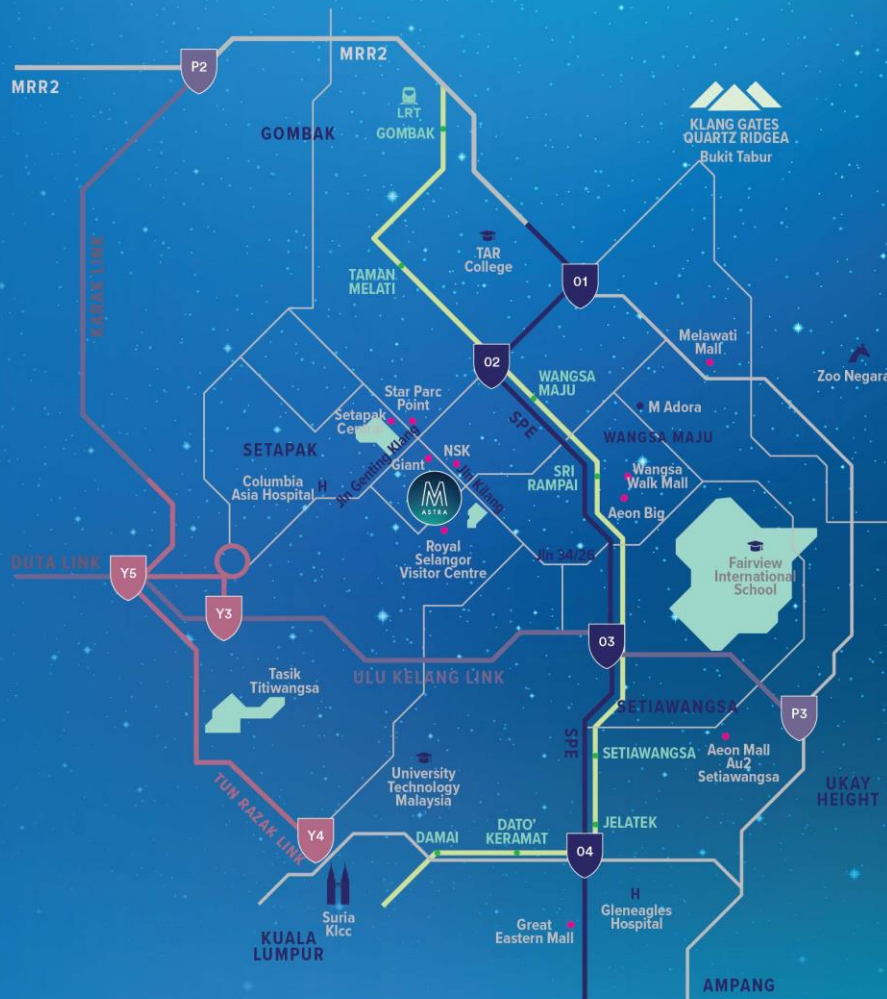 P2
MRR2
MRR2
LRT
GOMBAK
GOMBAK
KLANG GATES
QUARTZ RIDGEA
Bukit Tabur
KARAK LINK
TAR
College
TAMAN
MELATI
01
02
Melawati
Mall
Zoo Negara
WANGSA
MAJU
SPE
M Adora
WANGSA MAJU
Star Parc
Point
Setapak
Central
SETAPAK
Jln Genting Klang
NSK
Giant
Jln Kilang
Columbia
Asia Hospital
H
M
ASTRA
SRI
RAMPAI
Wangsa
Walk Mall
Aeon Big
Royal
Selangor
Visitor Centre
Jln 34/26
Fairview
International
School
DUTA LINK
Y5
Y3
03
ULU KELANG LINK
Tasik
Titiwangsa
SETIAWANGSA
P3
SPE
SETIAWANGSA
Aeon Mall
Au2
Setiawangsa
University
Technology
Malaysia
UKAY
HEIGHT
TUN RAZAK LINK
Y4
DAMAI
DATO'
KERAMAT
JELATEK
04
Suria
Klcc
H
Gleneagles
Hospital
Great
Eastern Mall
KUALA
LUMPUR
AMPANG